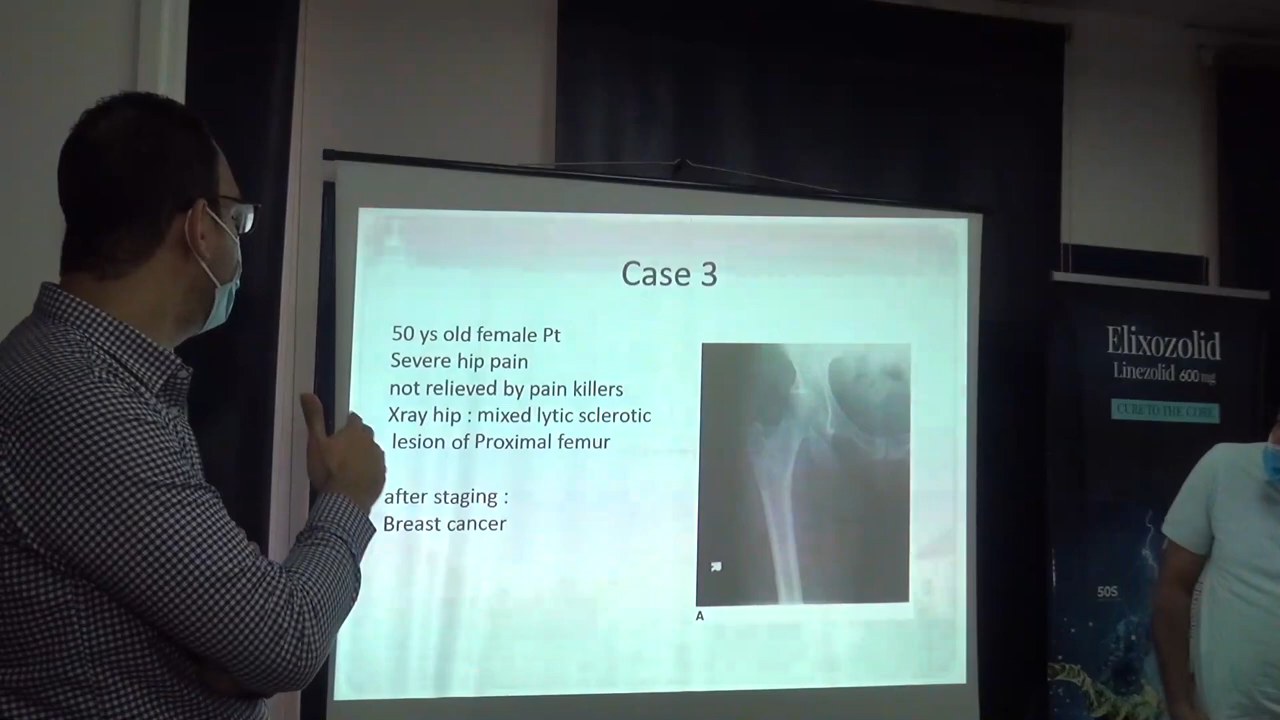 Case 3
50 ys old female Pt
Severe hip pain
not relieved by pain killers
Xray hip : mixed lytic sclerotic
lesion of Proximal femur
after staging :
Breast cancer
R
A
Elixozolid
Linezolid 600 mg
CURE TO THE CORE
50S